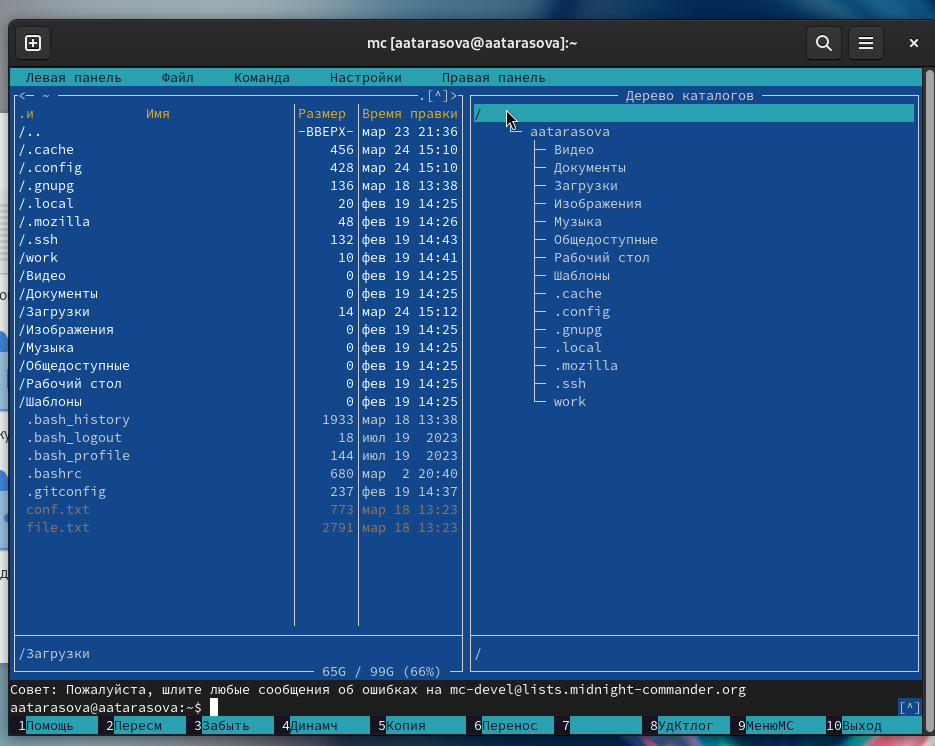 mc [aatarasova@aatarasova]:~
Левая панель Файл Команда Настройки Правая панель
<─ ~ .[^]>
.и Имя Размер Время правки
/.. -ВВЕРХ- мар 23 21:36
/.cache 456 мар 24 15:10
/.config 428 мар 24 15:10
/.gnupg 136 мар 18 13:38
/.local 20 фев 19 14:25
/.mozilla 48 фев 19 14:26
/.ssh 132 фев 19 14:43
/work 10 фев 19 14:41
/Видео 0 фев 19 14:25
/Документы 0 фев 19 14:25
/Загрузки 14 мар 24 15:12
/Изображения 0 фев 19 14:25
/Музыка 0 фев 19 14:25
/Общедоступные 0 фев 19 14:25
/Рабочий стол 0 фев 19 14:25
/Шаблоны 0 фев 19 14:25
.bash_history 1933 мар 18 13:38
.bash_logout 18 июл 19 2023
.bash_profile 144 июл 19 2023
.bashrc 680 мар 2 20:40
.gitconfig 237 фев 19 14:37
conf.txt 773 мар 18 13:23
file.txt 2791 мар 18 13:23
/Загрузки
65G / 99G (66%)
Дерево каталогов
/
aatarasova
Видео
Документы
Загрузки
Изображения
Музыка
Общедоступные
Рабочий стол
Шаблоны
.cache
.config
.gnupg
.local
.mozilla
.ssh
work
/
Совет: Пожалуйста, шлите любые сообщения об ошибках на mc-devel@lists.midnight-commander.org
aatarasova@aatarasova:~$ [^]
1Помощь 2Пересм 3Забыть 4Динамч 5Копия 6Перенос 7 8УдКтлог 9МенюМС 10Выход